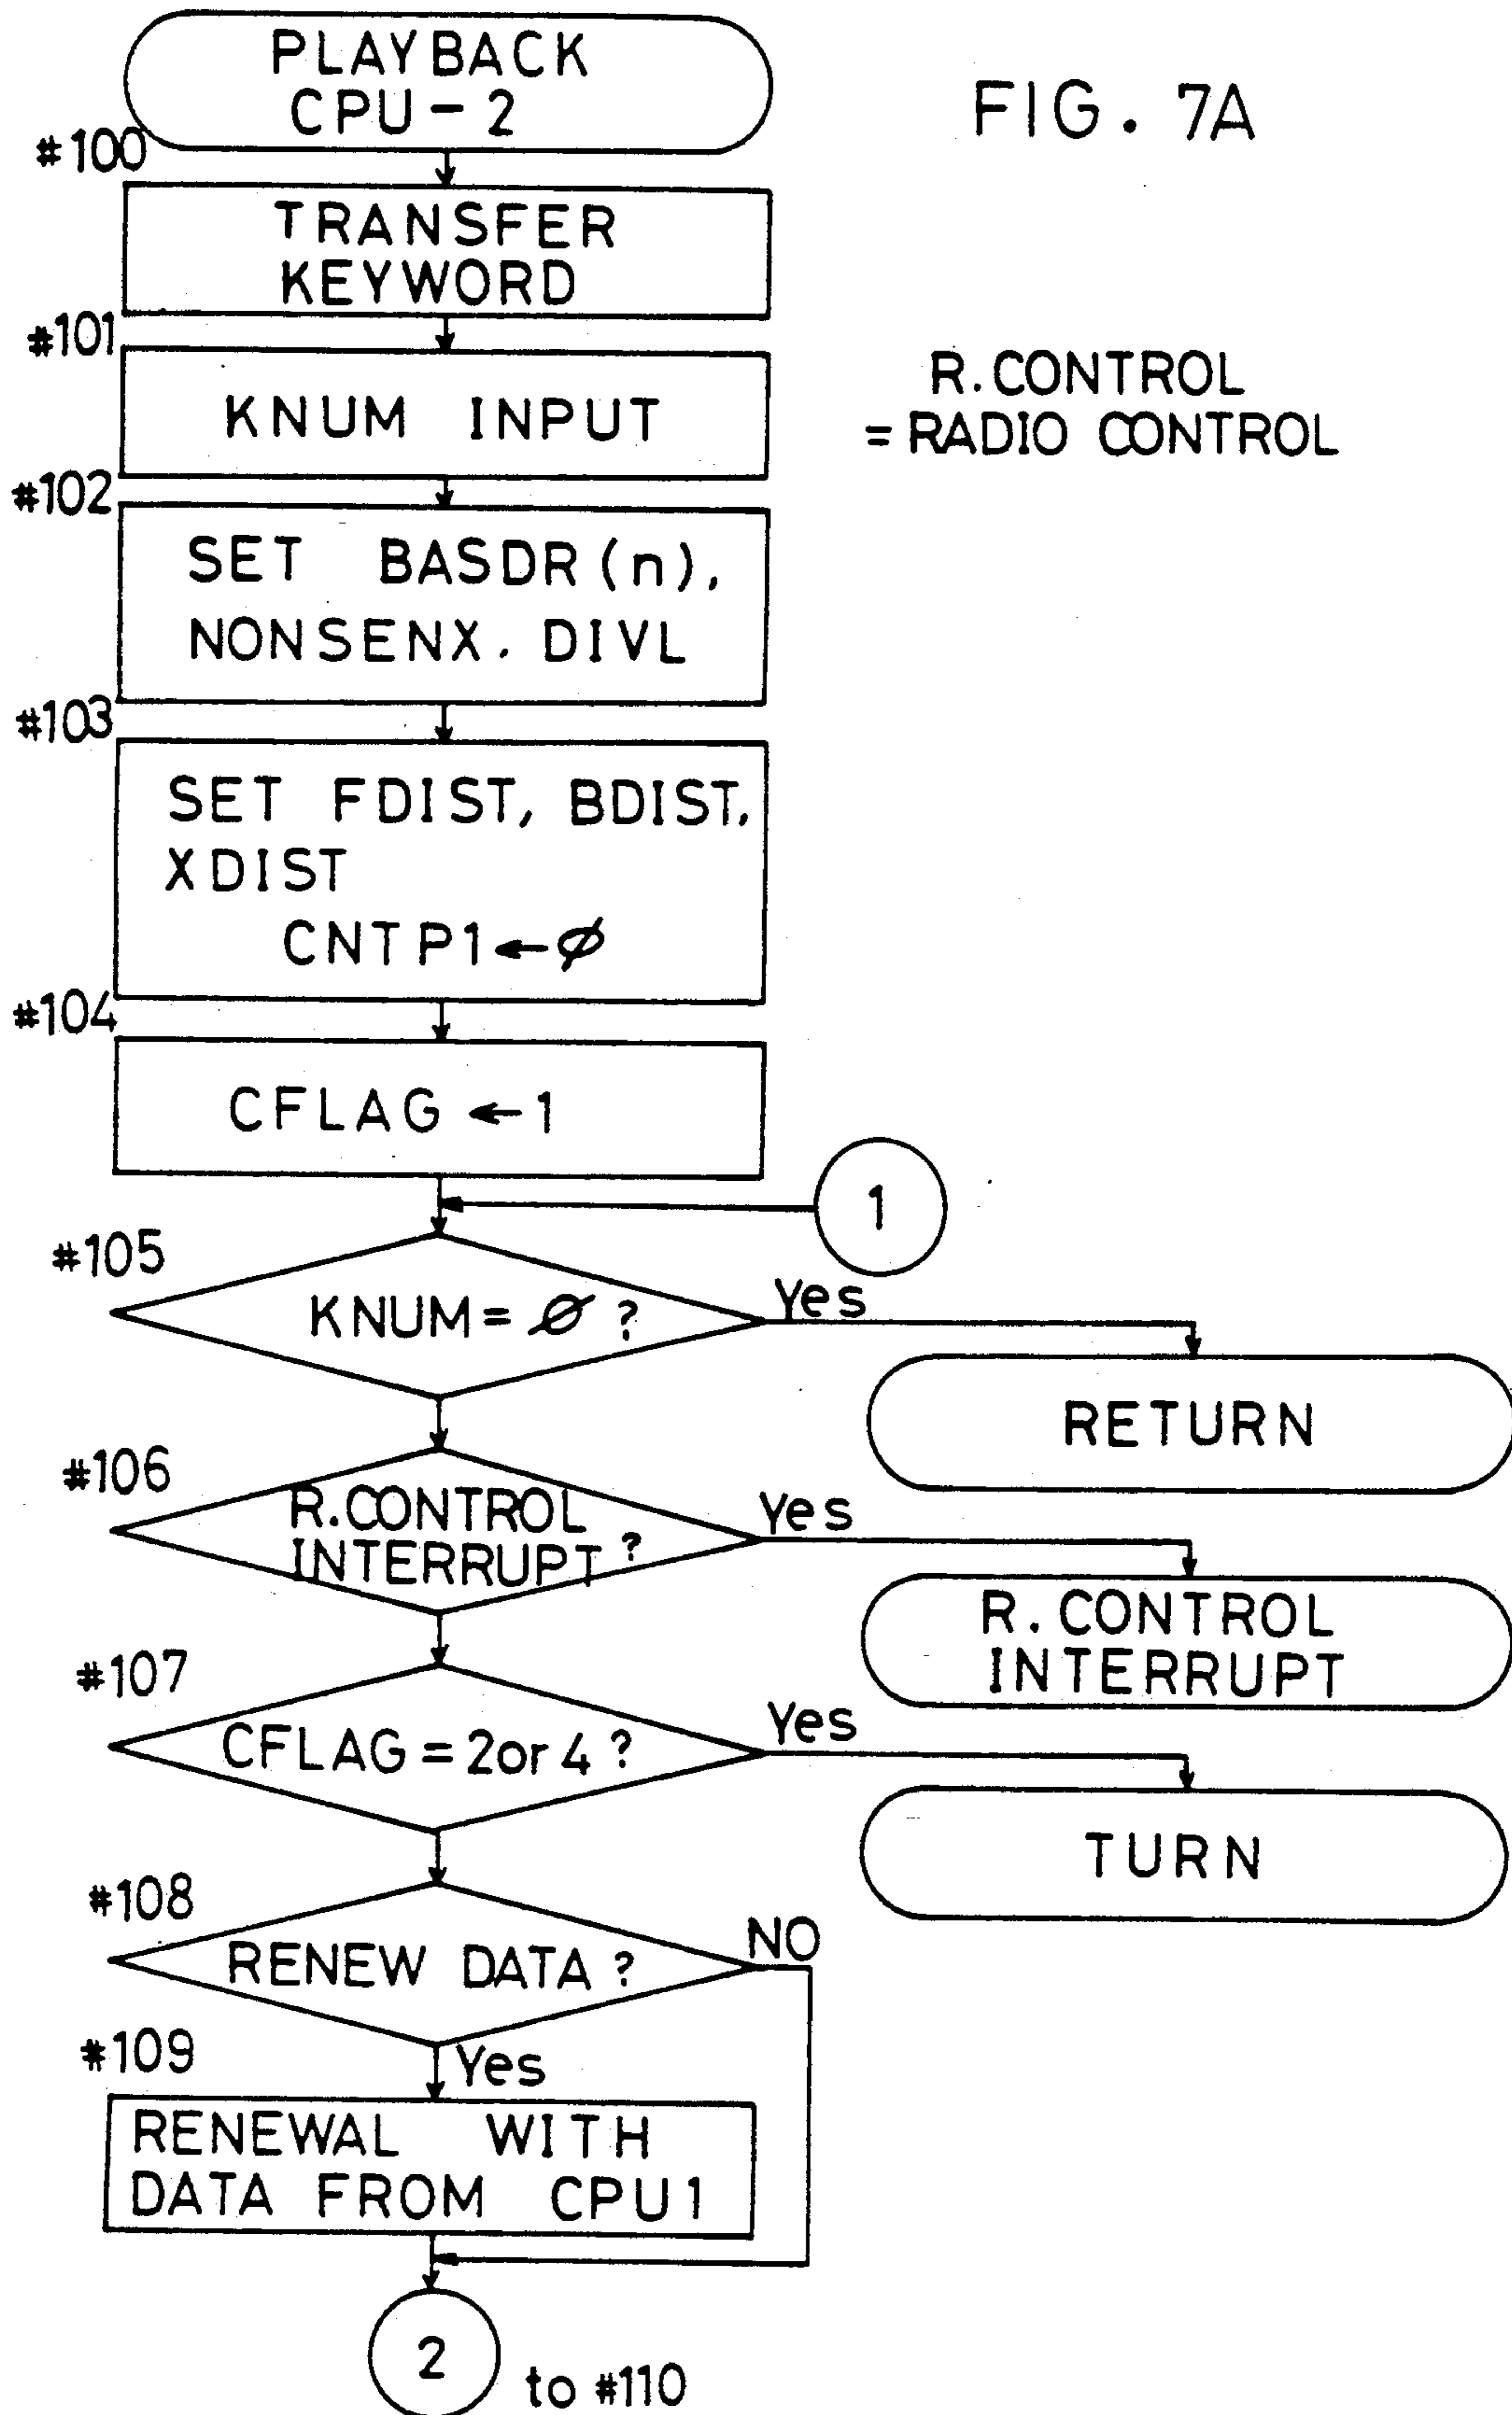 PLAYBACK
CPU-2
FIG. 7A
#100
TRANSFER
KEYWORD
#101
KNUM INPUT
R.CONTROL
= RADIO CONTROL
#102
SET BASDR(n),
NONSENX. DIVL
#103
SET FDIST, BDIST,
XDIST
CNTP1←ø
#104
CFLAG ←1
1
#105
KNUM=ø?
Yes
RETURN
#106
R.CONTROL
INTERRUPT?
Yes
R.CONTROL
INTERRUPT
#107
CFLAG=2or4?
Yes
TURN
#108
RENEW DATA?
NO
#109
Yes
RENEWAL WITH
DATA FROM CPU1
2
to #110